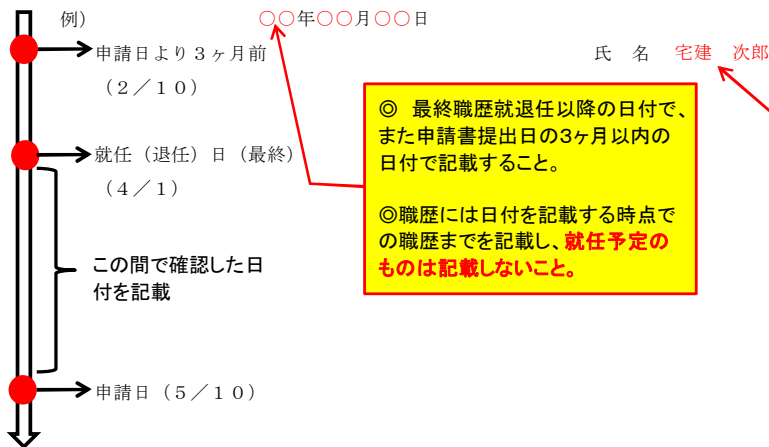 例)
○○年○○月○○日
申請日より3ヶ月前
(2/10)
氏 名 宅建 次郎
◎ 最終職歴就退任以降の日付で、
また申請書提出日の3ヶ月以内の
日付で記載すること。
◎職歴には日付を記載する時点で
の職歴までを記載し、就任予定の
ものは記載しないこと。
就任(退任)日(最終)
(4/1)
この間で確認した日
付を記載
申請日(5/10)